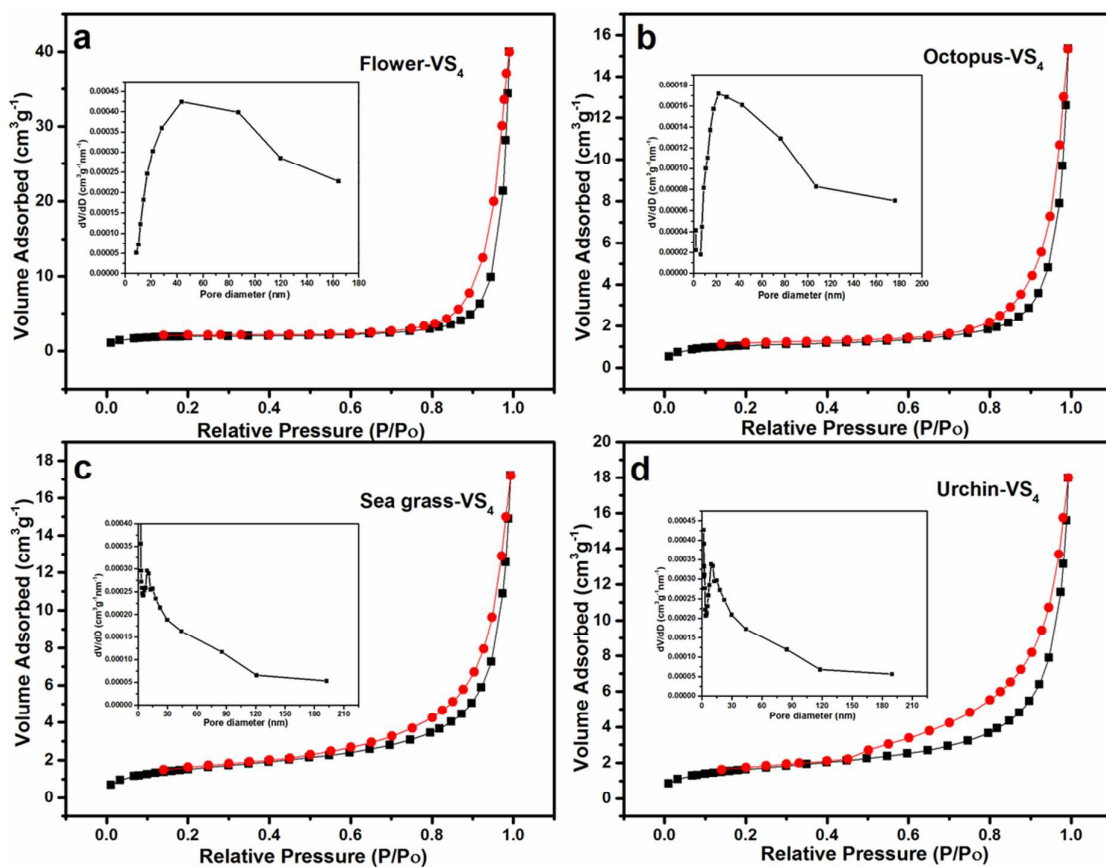 a
Flower-VS₄
Volume Adsorbed (cm³g⁻¹)
40
30
20
10
0
0.0 0.2 0.4 0.6 0.8 1.0
Relative Pressure (P/Po)
dV/dD (cm³g⁻¹nm⁻¹)
0.00045
0.00040
0.00035
0.00030
0.00025
0.00020
0.00015
0.00010
0.00005
0.00000
0 20 40 60 80 100 120 140 160 180
Pore diameter (nm)
b
Octopus-VS₄
Volume Adsorbed (cm³g⁻¹)
16
14
12
10
8
6
4
2
0
0.0 0.2 0.4 0.6 0.8 1.0
Relative Pressure (P/Po)
dV/dD (cm³g⁻¹nm⁻¹)
0.00018
0.00016
0.00014
0.00012
0.00010
0.00008
0.00006
0.00004
0.00002
0.00000
0 20 40 60 80 100 120 140 160 180 200
Pore diameter (nm)
c
Sea grass-VS₄
Volume Adsorbed (cm³g⁻¹)
18
16
14
12
10
8
6
4
2
0
0.0 0.2 0.4 0.6 0.8 1.0
Relative Pressure (P/Po)
dV/dD (cm³g⁻¹nm⁻¹)
0.00040
0.00035
0.00030
0.00025
0.00020
0.00015
0.00010
0.00005
0.00000
0 30 60 90 120 150 180 210
Pore diameter (nm)
d
Urchin-VS₄
Volume Adsorbed (cm³g⁻¹)
20
18
16
14
12
10
8
6
4
2
0
0.0 0.2 0.4 0.6 0.8 1.0
Relative Pressure (P/Po)
dV/dD (cm³g⁻¹nm⁻¹)
0.00045
0.00040
0.00035
0.00030
0.00025
0.00020
0.00015
0.00010
0.00005
0.00000
0 30 60 90 120 150 180 210
Pore diameter (nm)